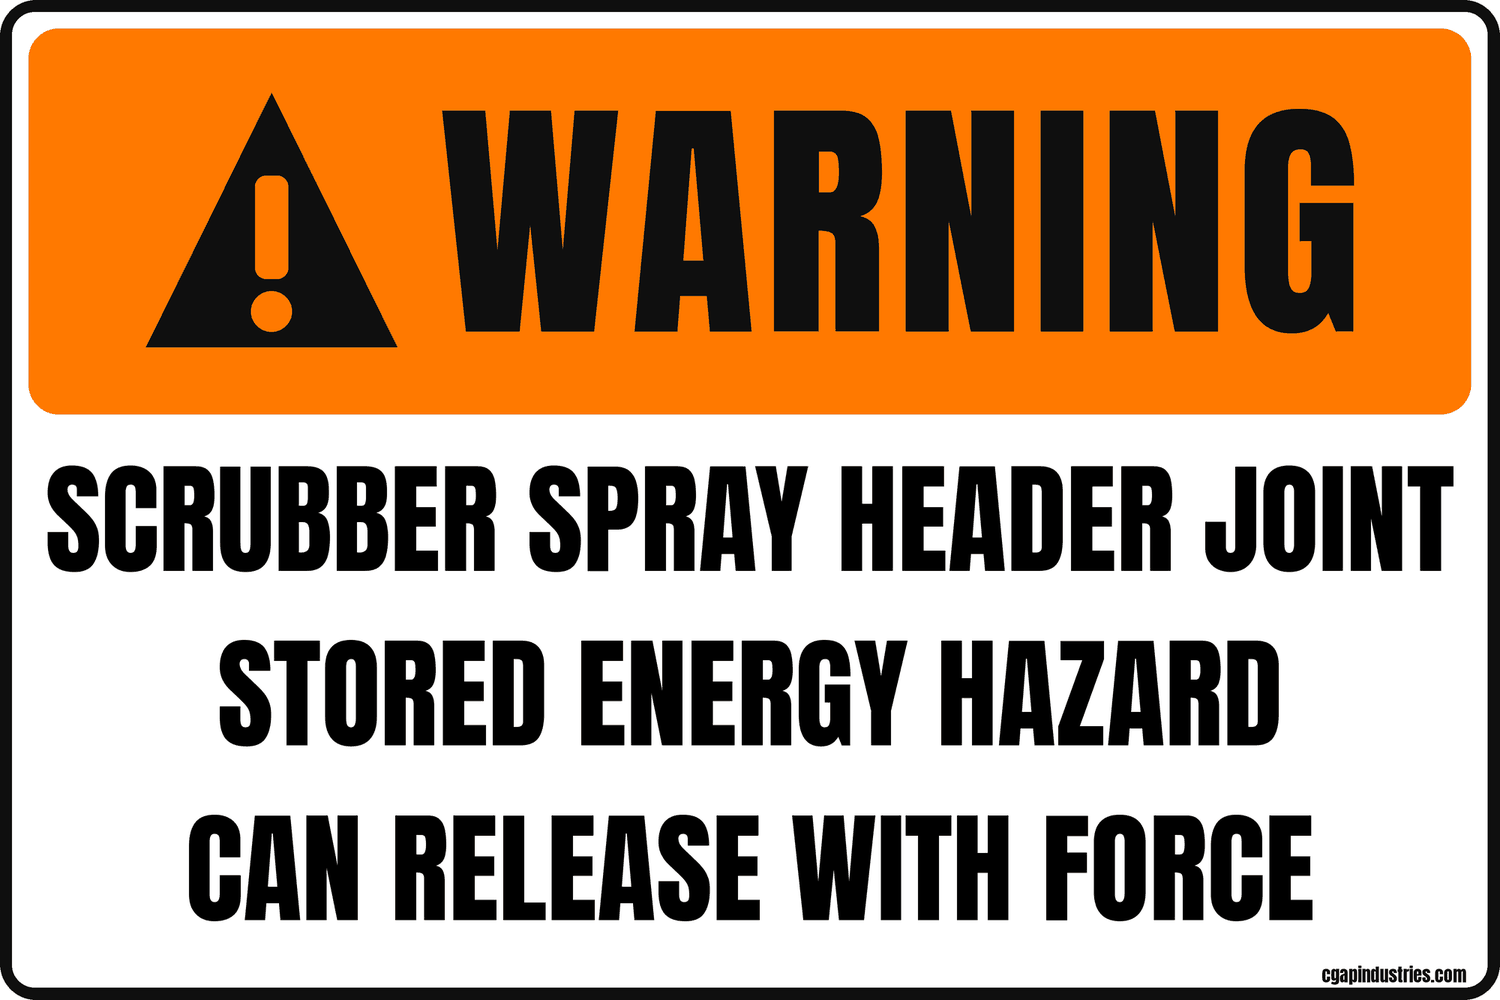 WARNING
SCRUBBER SPRAY HEADER JOINT
STORED ENERGY HAZARD
CAN RELEASE WITH FORCE
cgapindustries.com